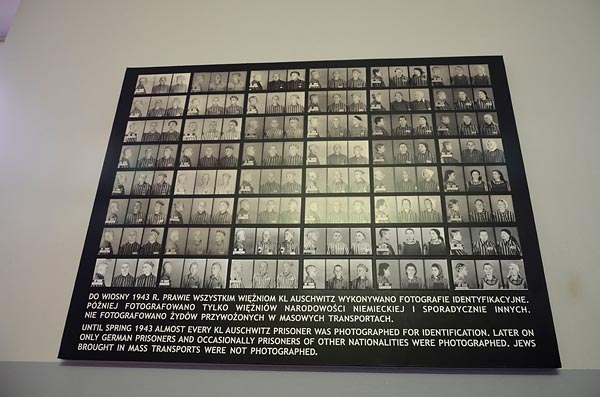 DO WIOSNY 1943 R. PRAWIE WSZYSTKIM WIĘŹNIOM KL AUSCHWITZ WYKONYWANO FOTOGRAFIE IDENTYFIKACYJNE.
PÓŹNIEJ FOTOGRAFOWANO TYLKO WIĘŹNIÓW NARODOWOŚCI NIEMIECKIEJ I SPORADYCZNIE INNYCH.
NIE FOTOGRAFOWANO ŻYDÓW PRZYWOŻONYCH W MASOWYCH TRANSPORTACH.
UNTIL SPRING 1943 ALMOST EVERY KL AUSCHWITZ PRISONER WAS PHOTOGRAPHED FOR IDENTIFICATION. LATER ON
ONLY GERMAN PRISONERS AND OCCASIONALLY PRISONERS OF OTHER NATIONALITIES WERE PHOTOGRAPHED. JEWS
BROUGHT IN MASS TRANSPORTS WERE NOT PHOTOGRAPHED.